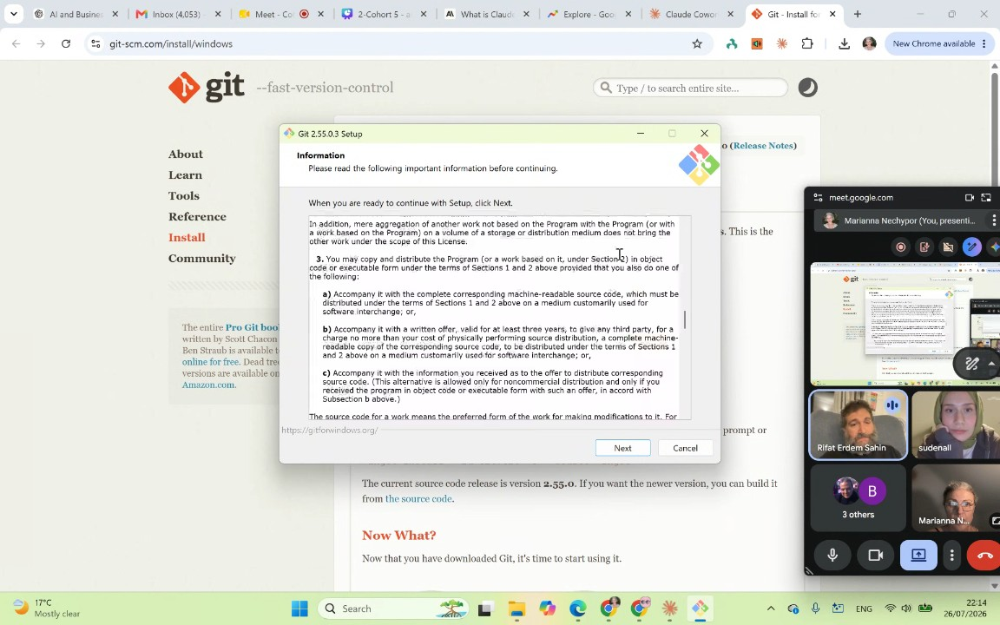 AI and Busines
Inbox (4,053)
Meet - Co
2-Cohort 5 - a
What is Claud
Explore - Goo
Claude Cowor
Git - Install for
git-scm.com/install/windows
New Chrome available
git --fast-version-control
Type / to search entire site...
About
Learn
Tools
Reference
Install
Community
The entire Pro Git boo
written by Scott Chacon
Ben Straub is available t
online for free. Dead tre
versions are available on
Amazon.com.
o (Release Notes)
s. This is the
Git 2.55.0.3 Setup
Information
Please read the following important information before continuing.
When you are ready to continue with Setup, click Next.
In addition, mere aggregation of another work not based on the Program with the Program (or with
a work based on the Program) on a volume of a storage or distribution medium does not bring the
other work under the scope of this License.
3. You may copy and distribute the Program (or a work based on it, under Section 2) in object
code or executable form under the terms of Sections 1 and 2 above provided that you also do one of
the following:
a) Accompany it with the complete corresponding machine-readable source code, which must be
distributed under the terms of Sections 1 and 2 above on a medium customarily used for
software interchange; or,
b) Accompany it with a written offer, valid for at least three years, to give any third party, for a
charge no more than your cost of physically performing source distribution, a complete machine-
readable copy of the corresponding source code, to be distributed under the terms of Sections 1
and 2 above on a medium customarily used for software interchange; or,
c) Accompany it with the information you received as to the offer to distribute corresponding
source code. (This alternative is allowed only for noncommercial distribution and only if you
received the program in object code or executable form with such an offer, in accord with
Subsection b above.)
The source code for a work means the preferred form of the work for making modifications to it. For
https://gitforwindows.org/
Next
Cancel
prompt or
The current source code release is version 2.55.0. If you want the newer version, you can build it
from the source code.
Now What?
Now that you have downloaded Git, it's time to start using it.
meet.google.com
Marianna Nechypor (You, presenti...
Rifat Erdem Sahin
sudenall
B
3 others
Marianna N...
17°C
Mostly clear
Search
ENG
22:14
26/07/2026